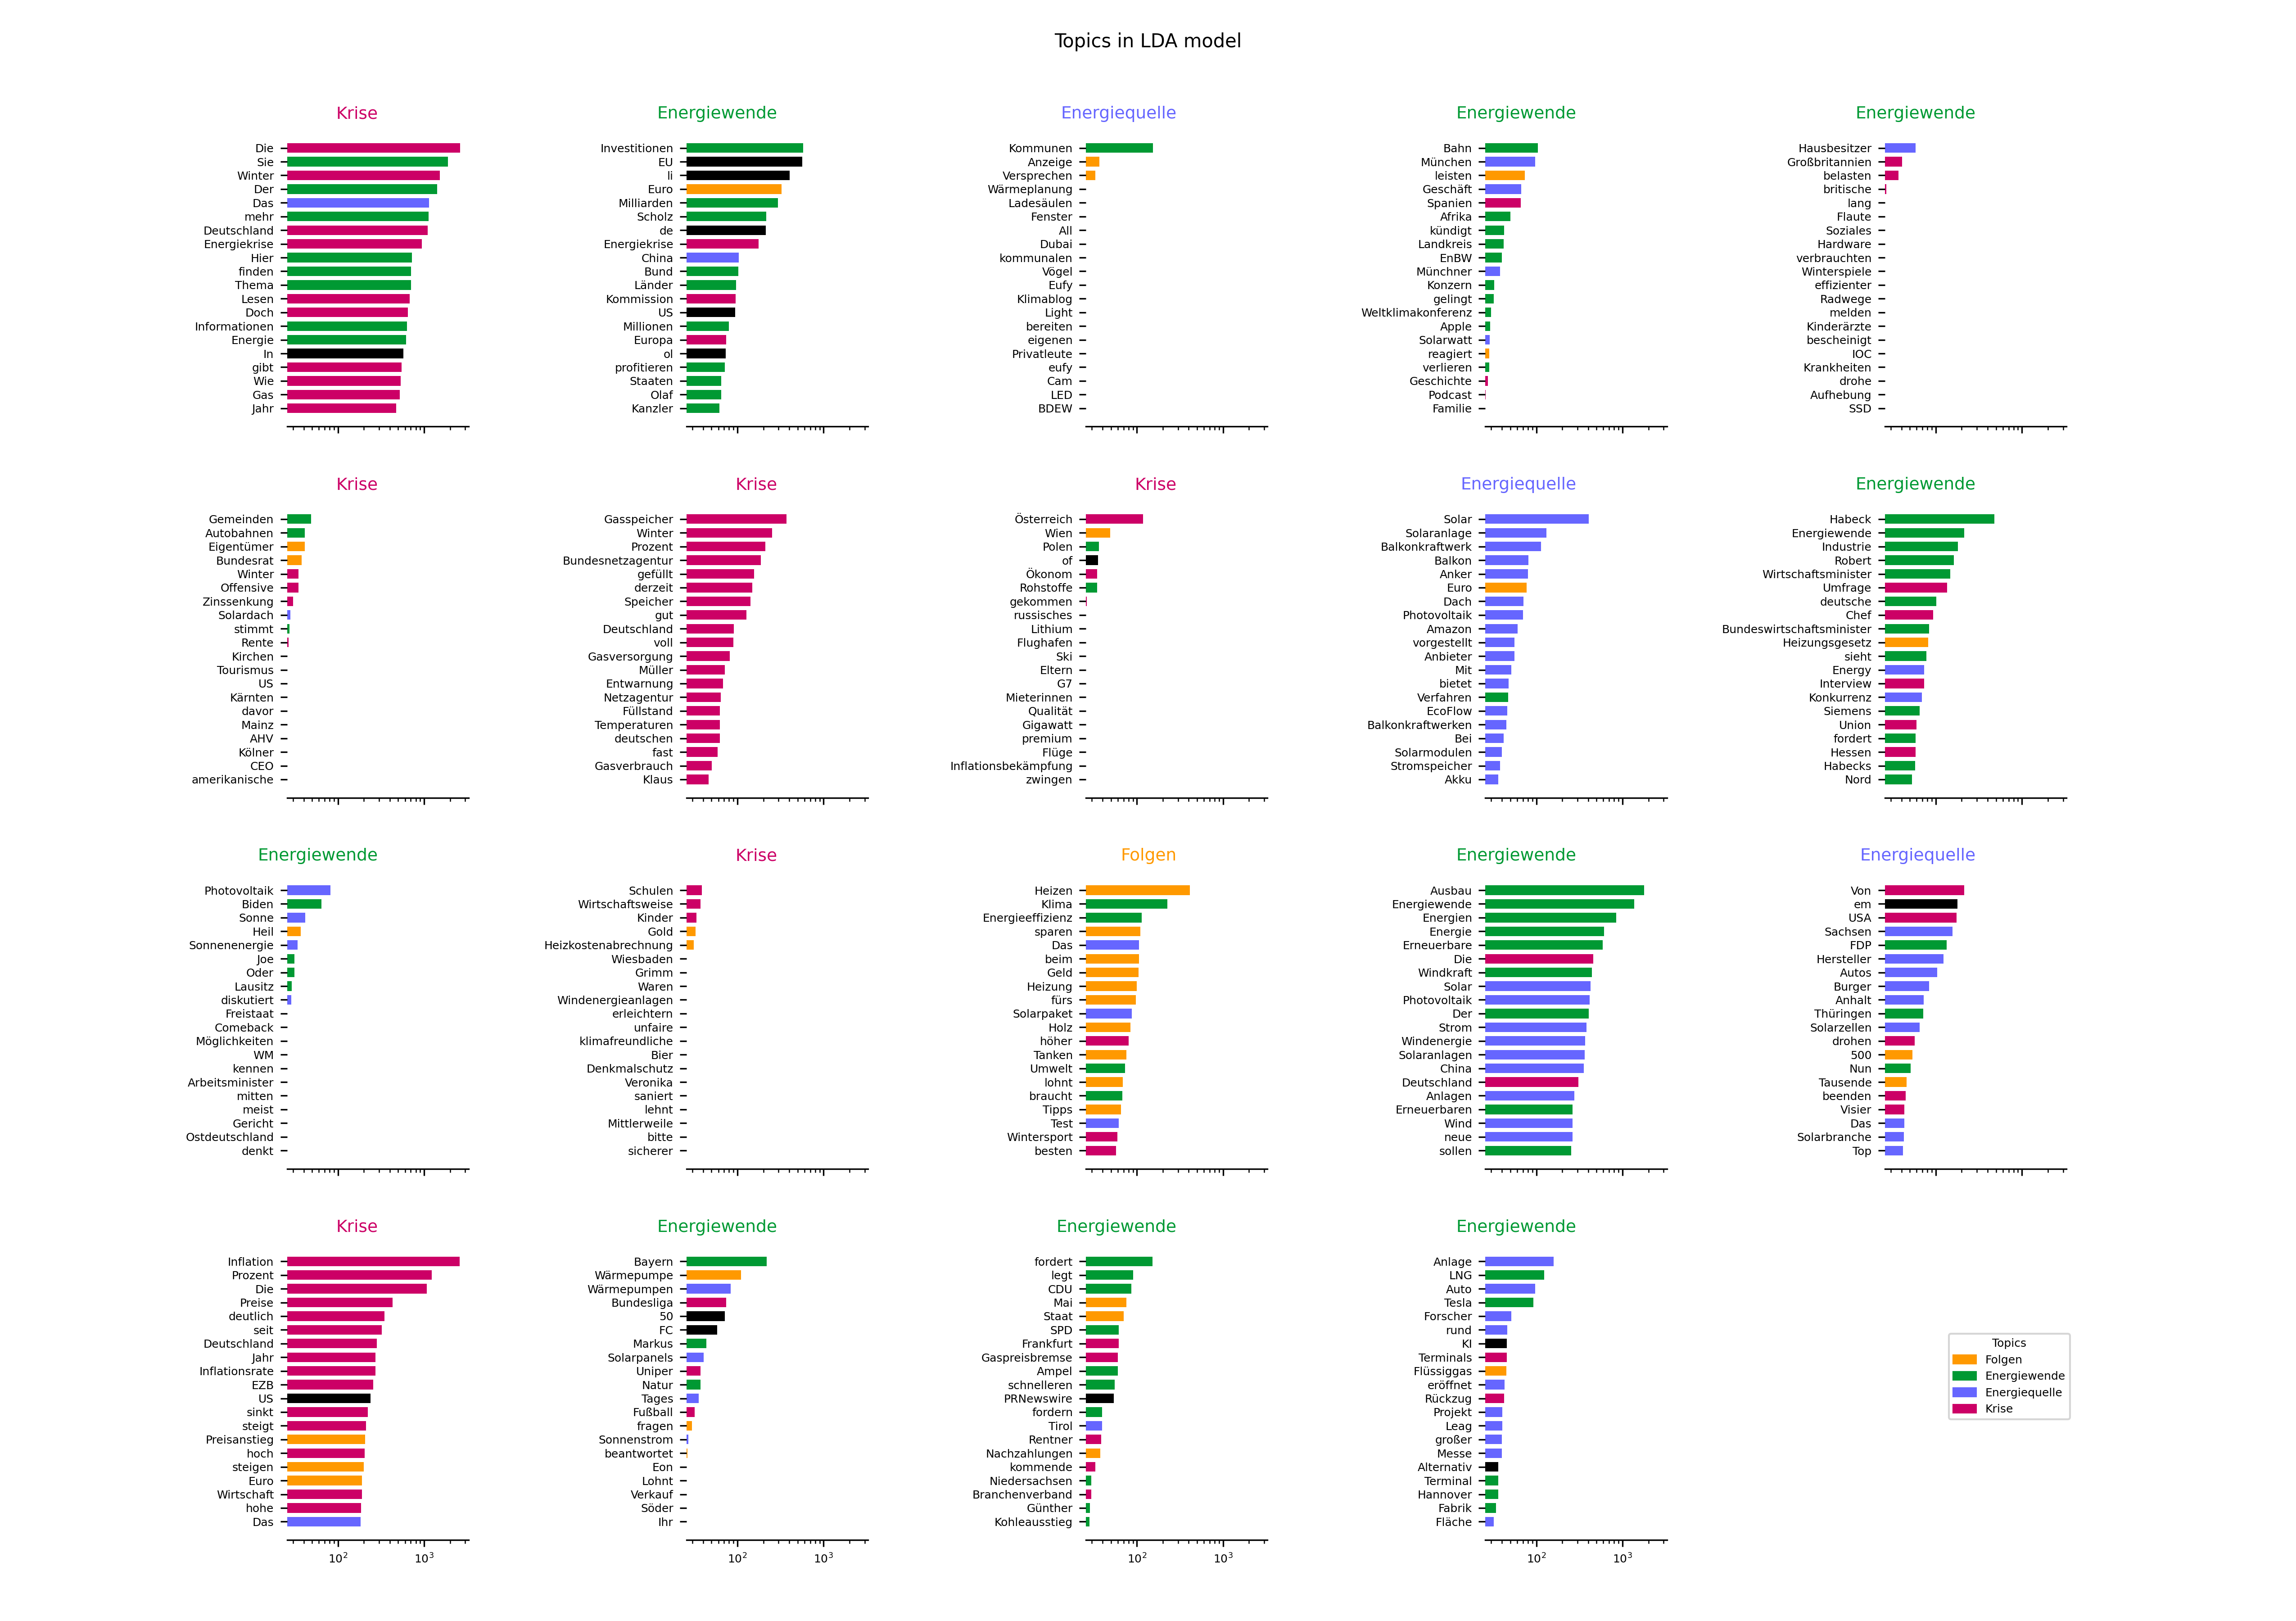 Topics in LDA model
Krise
Die
Sie
Winter
Der
Das
mehr
Deutschland
Energiekrise
Hier
finden
Thema
Lesen
Doch
Informationen
Energie
In
gibt
Wie
Gas
Jahr
Energiewende
Investitionen
EU
li
Euro
Milliarden
Scholz
de
Energiekrise
China
Bund
Länder
Kommission
US
Millionen
Europa
ol
profitieren
Staaten
Olaf
Kanzler
Energiequelle
Kommunen
Anzeige
Versprechen
Wärmeplanung
Ladesäulen
Fenster
All
Dubai
kommunalen
Vögel
Eufy
Klimablog
Light
bereiten
eigenen
Privatleute
eufy
Cam
LED
BDEW
Energiewende
Bahn
München
leisten
Geschäft
Spanien
Afrika
kündigt
Landkreis
EnBW
Münchner
Konzern
gelingt
Weltklimakonferenz
Apple
Solarwatt
reagiert
verlieren
Geschichte
Podcast
Familie
Energiewende
Hausbesitzer
Großbritannien
belasten
britische
lang
Flaute
Soziales
Hardware
verbrauchten
Winterspiele
effizienter
Radwege
melden
Kinderärzte
bescheinigt
IOC
Krankheiten
drohe
Aufhebung
SSD
Krise
Gemeinden
Autobahnen
Eigentümer
Bundesrat
Winter
Offensive
Zinssenkung
Solardach
stimmt
Rente
Kirchen
Tourismus
US
Kärnten
davor
Mainz
AHV
Kölner
CEO
amerikanische
Krise
Gasspeicher
Winter
Prozent
Bundesnetzagentur
gefüllt
derzeit
Speicher
gut
Deutschland
voll
Gasversorgung
Müller
Entwarnung
Netzagentur
Füllstand
Temperaturen
deutschen
fast
Gasverbrauch
Klaus
Krise
Österreich
Wien
Polen
of
Ökonom
Rohstoffe
gekommen
russisches
Lithium
Flughafen
Ski
Eltern
G7
Mieterinnen
Qualität
Gigawatt
premium
Flüge
Inflationsbekämpfung
zwingen
Energiequelle
Solar
Solaranlage
Balkonkraftwerk
Balkon
Anker
Euro
Dach
Photovoltaik
Amazon
vorgestellt
Anbieter
Mit
bietet
Verfahren
EcoFlow
Balkonkraftwerken
Bei
Solarmodulen
Stromspeicher
Akku
Energiewende
Habeck
Energiewende
Industrie
Robert
Wirtschaftsminister
Umfrage
deutsche
Chef
Bundeswirtschaftsminister
Heizungsgesetz
sieht
Energy
Interview
Konkurrenz
Siemens
Union
fordert
Hessen
Habecks
Nord
Energiewende
Photovoltaik
Biden
Sonne
Heil
Sonnenenergie
Joe
Oder
Lausitz
diskutiert
Freistaat
Comeback
Möglichkeiten
WM
kennen
Arbeitsminister
mitten
meist
Gericht
Ostdeutschland
denkt
Krise
Schulen
Wirtschaftsweise
Kinder
Gold
Heizkostenabrechnung
Wiesbaden
Grimm
Waren
Windenergieanlagen
erleichtern
unfaire
klimafreundliche
Bier
Denkmalschutz
Veronika
saniert
lehnt
Mittlerweile
bitte
sicherer
Folgen
Heizen
Klima
Energieeffizienz
sparen
Das
beim
Geld
Heizung
fürs
Solarpaket
Holz
höher
Tanken
Umwelt
lohnt
braucht
Tipps
Test
Wintersport
besten
Energiewende
Ausbau
Energiewende
Energien
Energie
Erneuerbare
Die
Windkraft
Solar
Photovoltaik
Der
Strom
Windenergie
Solaranlagen
China
Deutschland
Anlagen
Erneuerbaren
Wind
neue
sollen
Energiequelle
Von
em
USA
Sachsen
FDP
Hersteller
Autos
Burger
Anhalt
Thüringen
Solarzellen
drohen
500
Nun
Tausende
beenden
Visier
Das
Solarbranche
Top
Krise
Inflation
Prozent
Die
Preise
deutlich
seit
Deutschland
Jahr
Inflationsrate
EZB
US
sinkt
steigt
Preisanstieg
hoch
steigen
Euro
Wirtschaft
hohe
Das
10² 10³
Energiewende
Bayern
Wärmepumpe
Wärmepumpen
Bundesliga
50
FC
Markus
Solarpanels
Uniper
Natur
Tages
Fußball
fragen
Sonnenstrom
beantwortet
Eon
Lohnt
Verkauf
Söder
Ihr
10² 10³
Energiewende
fordert
legt
CDU
Mai
Staat
SPD
Frankfurt
Gaspreisbremse
Ampel
schnelleren
PRNewswire
fordern
Tirol
Rentner
Nachzahlungen
kommende
Niedersachsen
Branchenverband
Günther
Kohleausstieg
10² 10³
Energiewende
Anlage
LNG
Auto
Tesla
Forscher
rund
KI
Terminals
Flüssiggas
eröffnet
Rückzug
Projekt
Leag
großer
Messe
Alternativ
Terminal
Hannover
Fabrik
Fläche
10² 10³
Topics
Folgen
Energiewende
Energiequelle
Krise